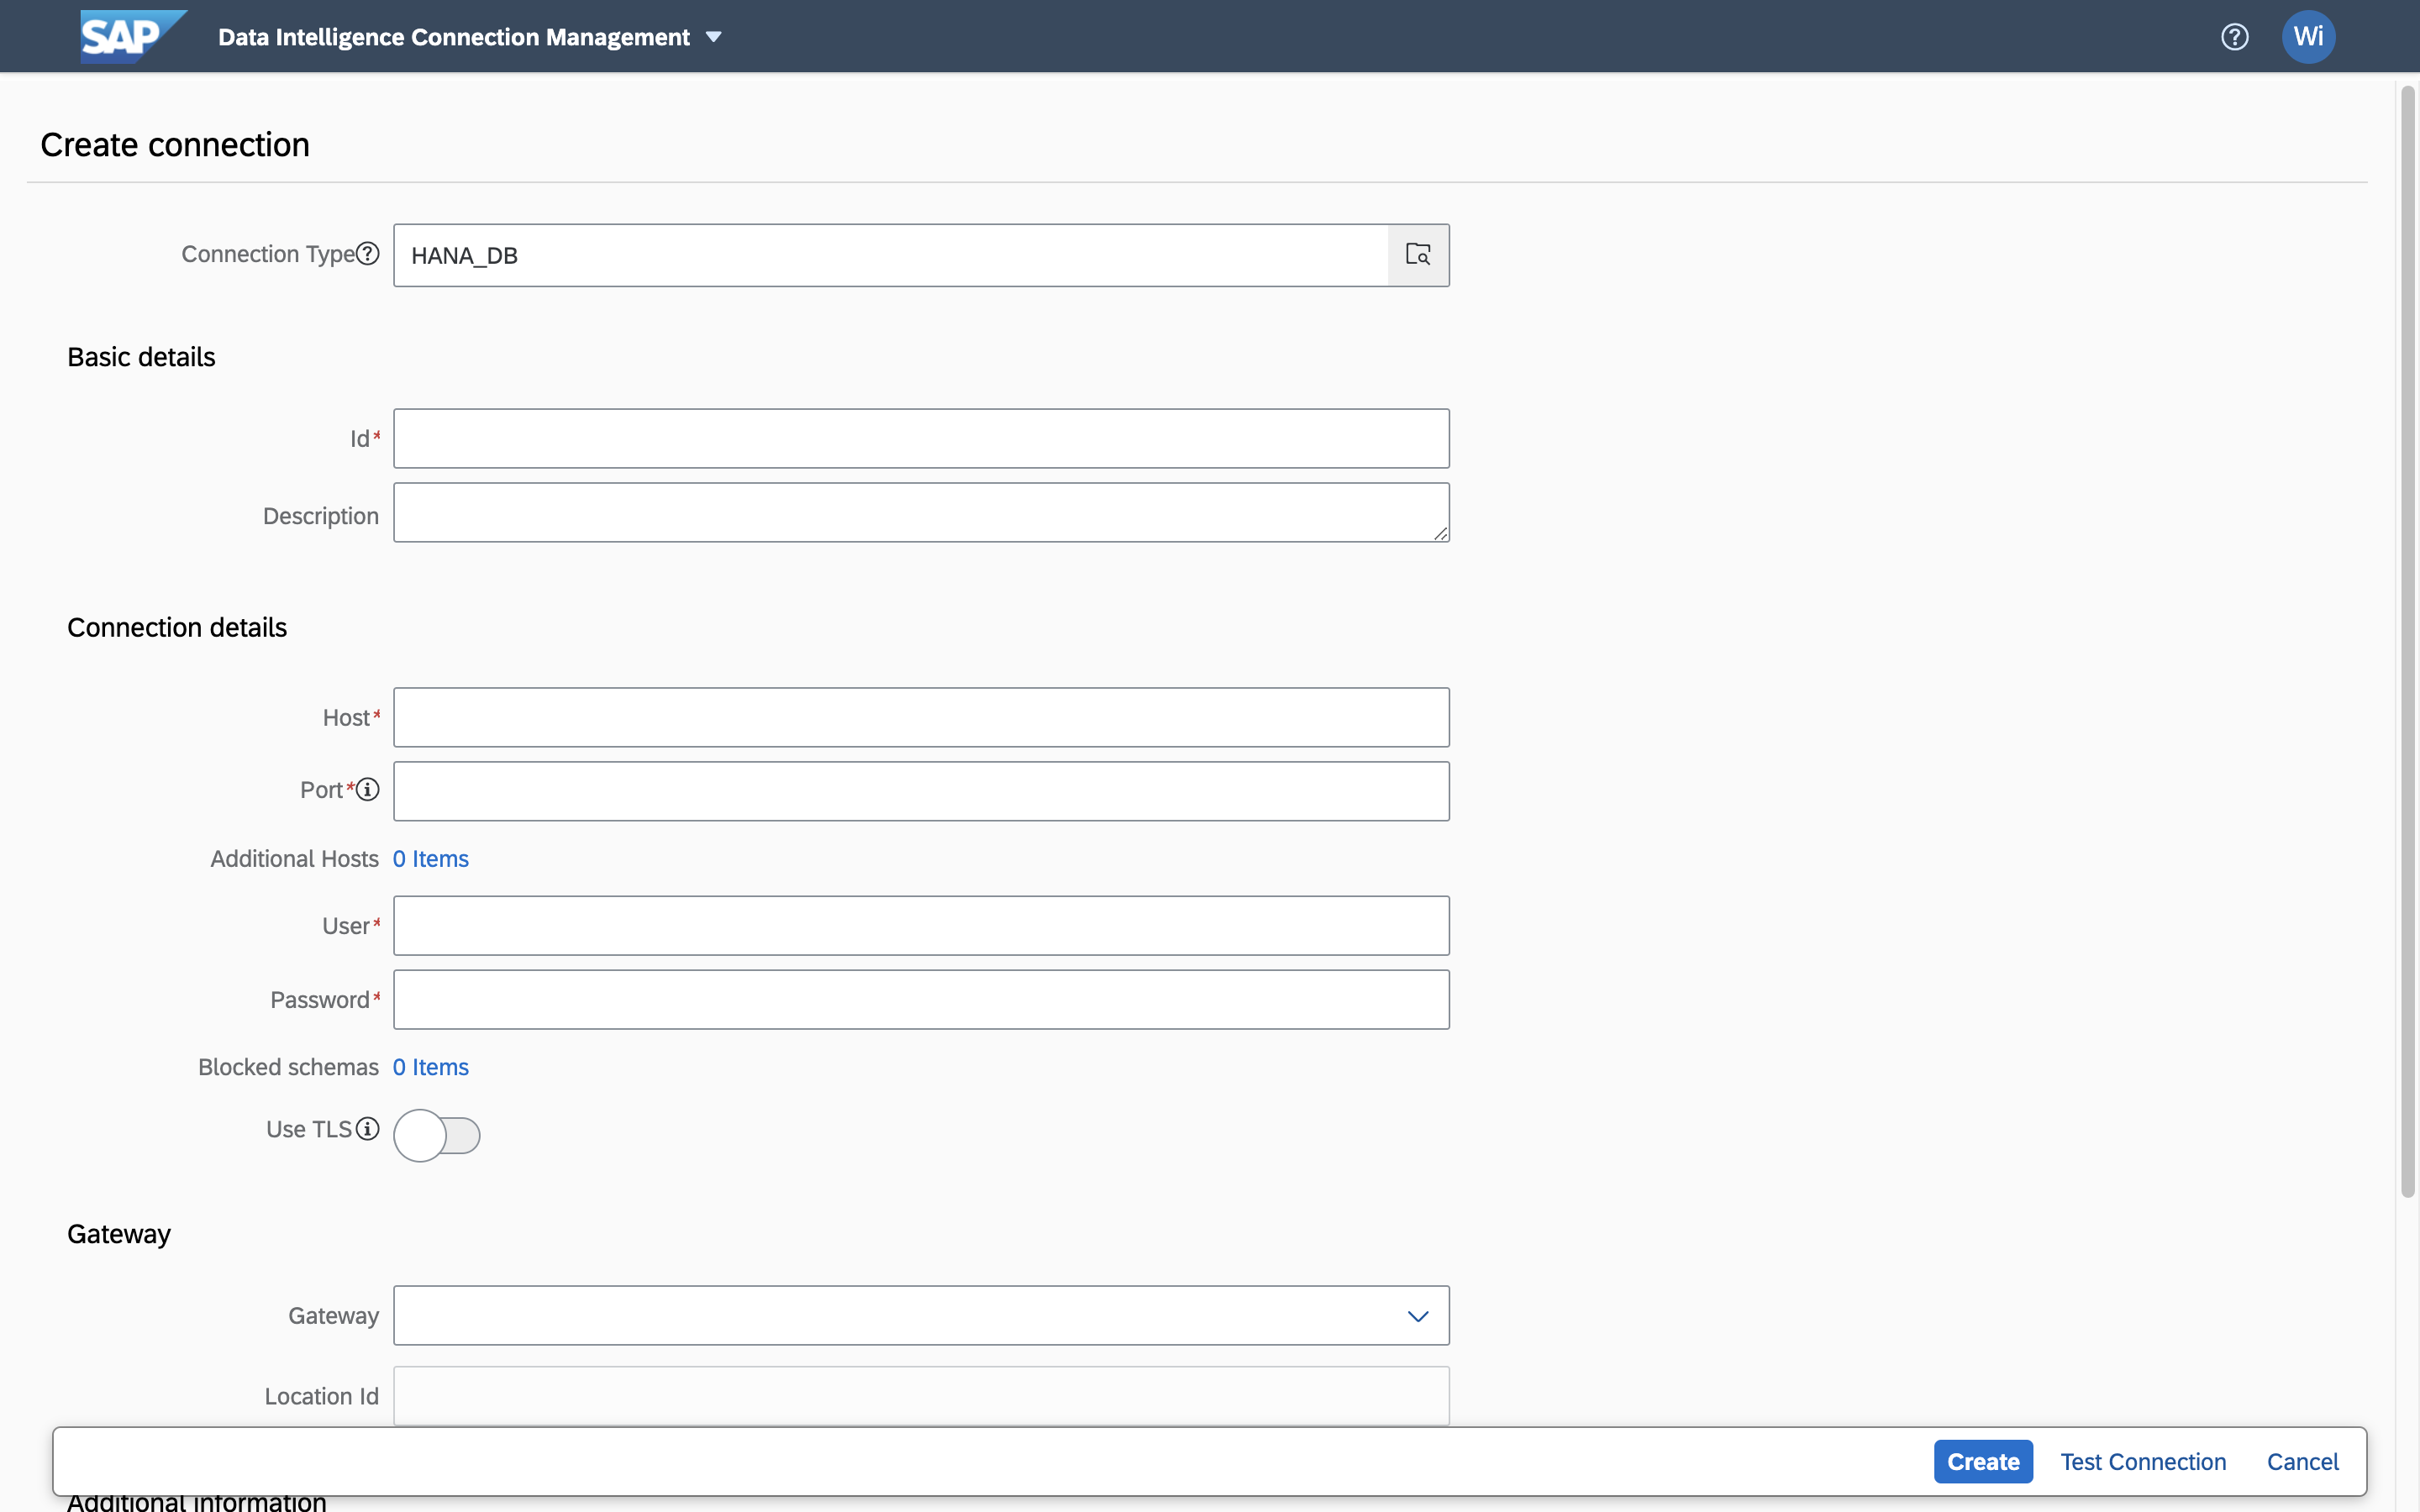 SAP Data Intelligence Connection Management Wi
Create connection
Connection Type HANA_DB
Basic details
Id*
Description
Connection details
Host*
Port*
Additional Hosts 0 Items
User*
Password*
Blocked schemas 0 Items
Use TLS
Gateway
Gateway
Location Id
Create Test Connection Cancel
Additional information